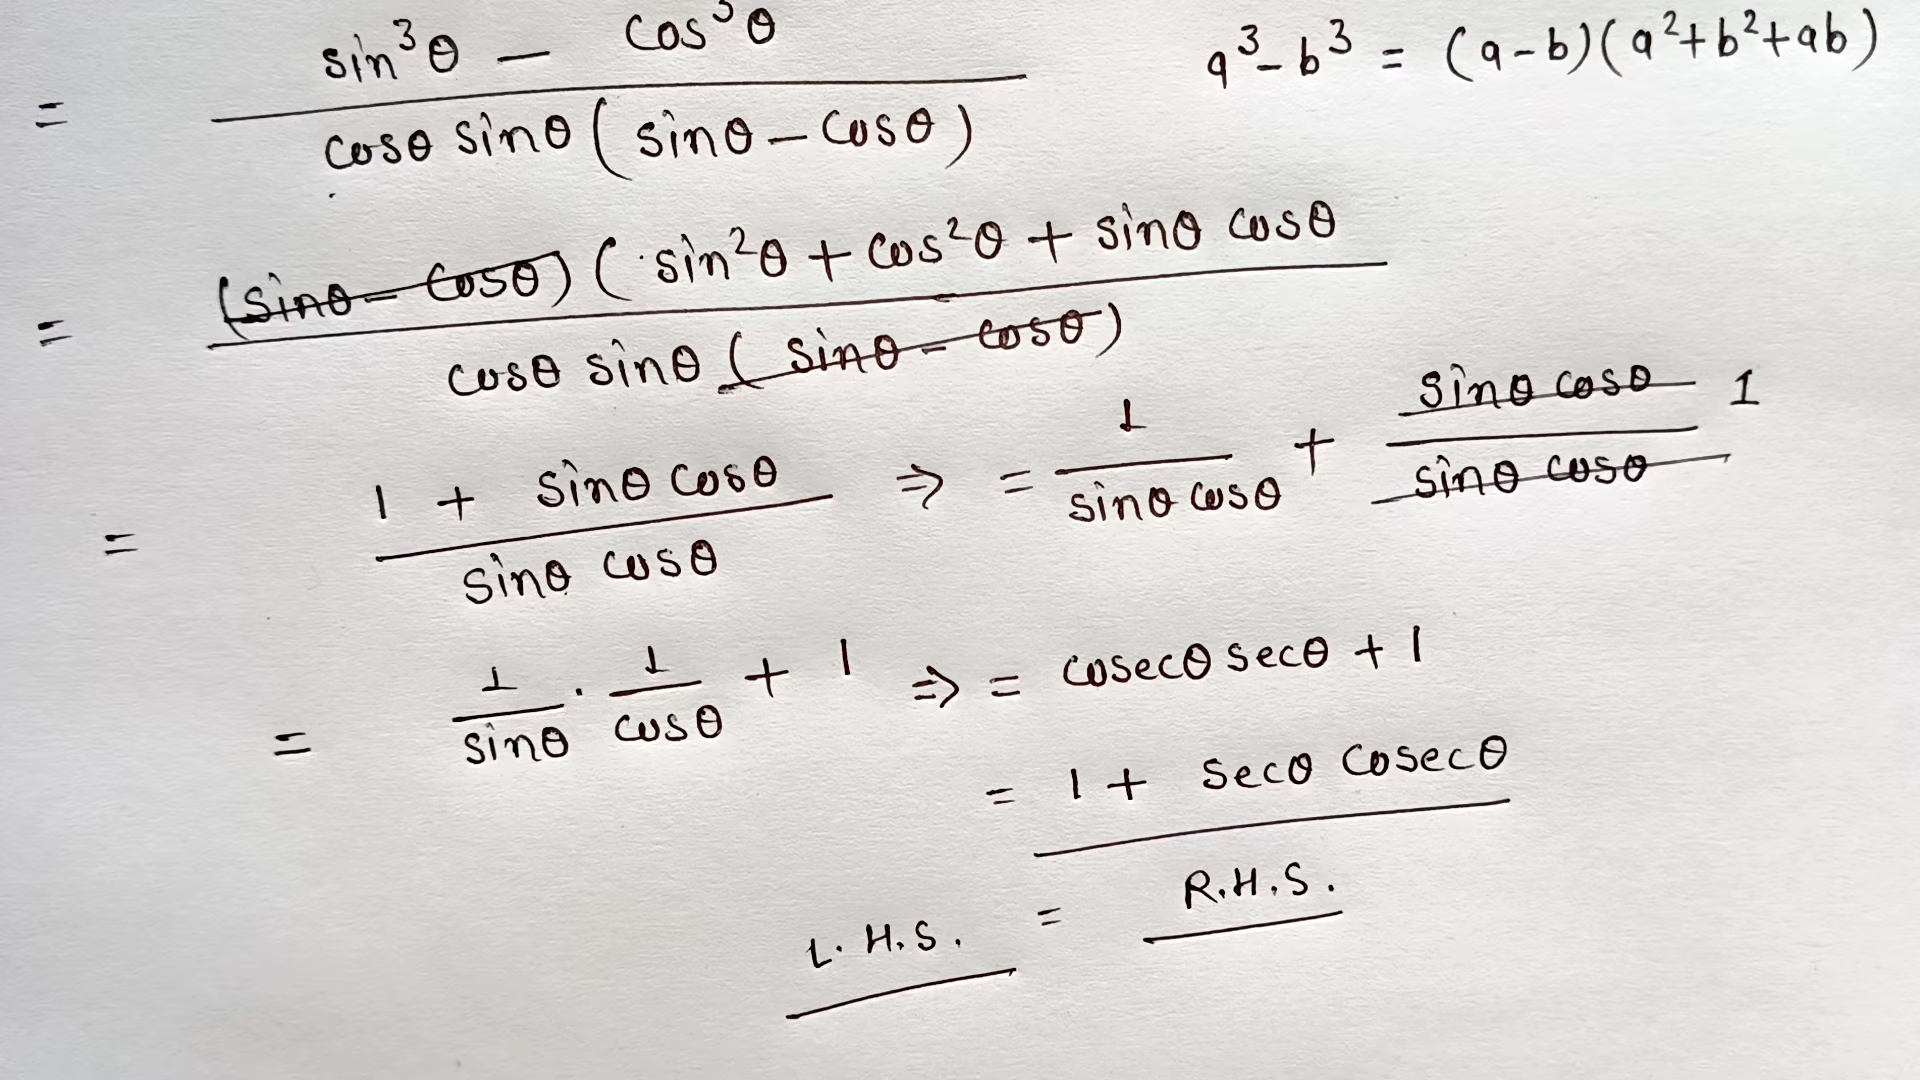 = sin³θ - cos³θ / cosθ sinθ ( sinθ - cosθ )
a³ - b³ = (a-b)(a²+b²+ab)
= (sinθ - cosθ) ( sin²θ + cos²θ + sinθ cosθ / cosθ sinθ ( sinθ - cosθ )
= 1 + sinθ cosθ / sinθ cosθ ⇒ = 1 / sinθ cosθ + sinθ cosθ / sinθ cosθ 1
= 1 / sinθ . 1 / cosθ + 1 ⇒ = cosecθ secθ + 1
= 1 + secθ cosecθ
L.H.S. = R.H.S.